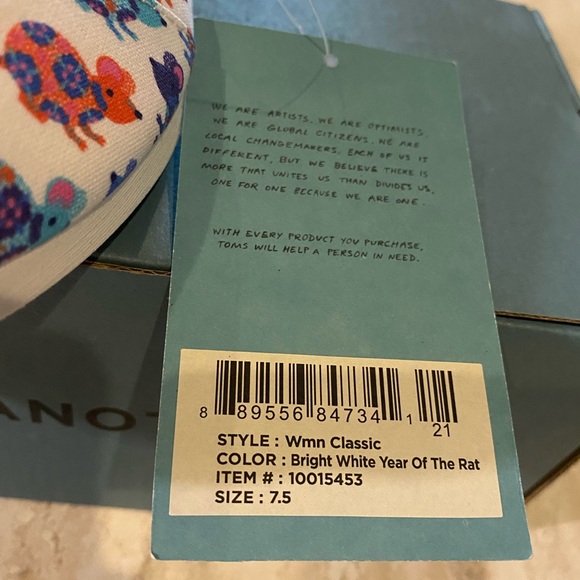 WE ARE ARTISTS. WE ARE OPTIMISTS.
WE ARE GLOBAL CITIZENS. WE ARE
LOCAL CHANGEMAKERS. EACH OF US IS
DIFFERENT, BUT WE BELIEVE THERE IS
MORE THAT UNITES US THAN DIVIDES US.
ONE FOR ONE BECAUSE WE ARE ONE.
WITH EVERY PRODUCT YOU PURCHASE,
TOMS WILL HELP A PERSON IN NEED.
8 89556 84734 1 21
STYLE : Wmn Classic
COLOR : Bright White Year Of The Rat
ITEM # : 10015453
SIZE : 7.5
ANOT